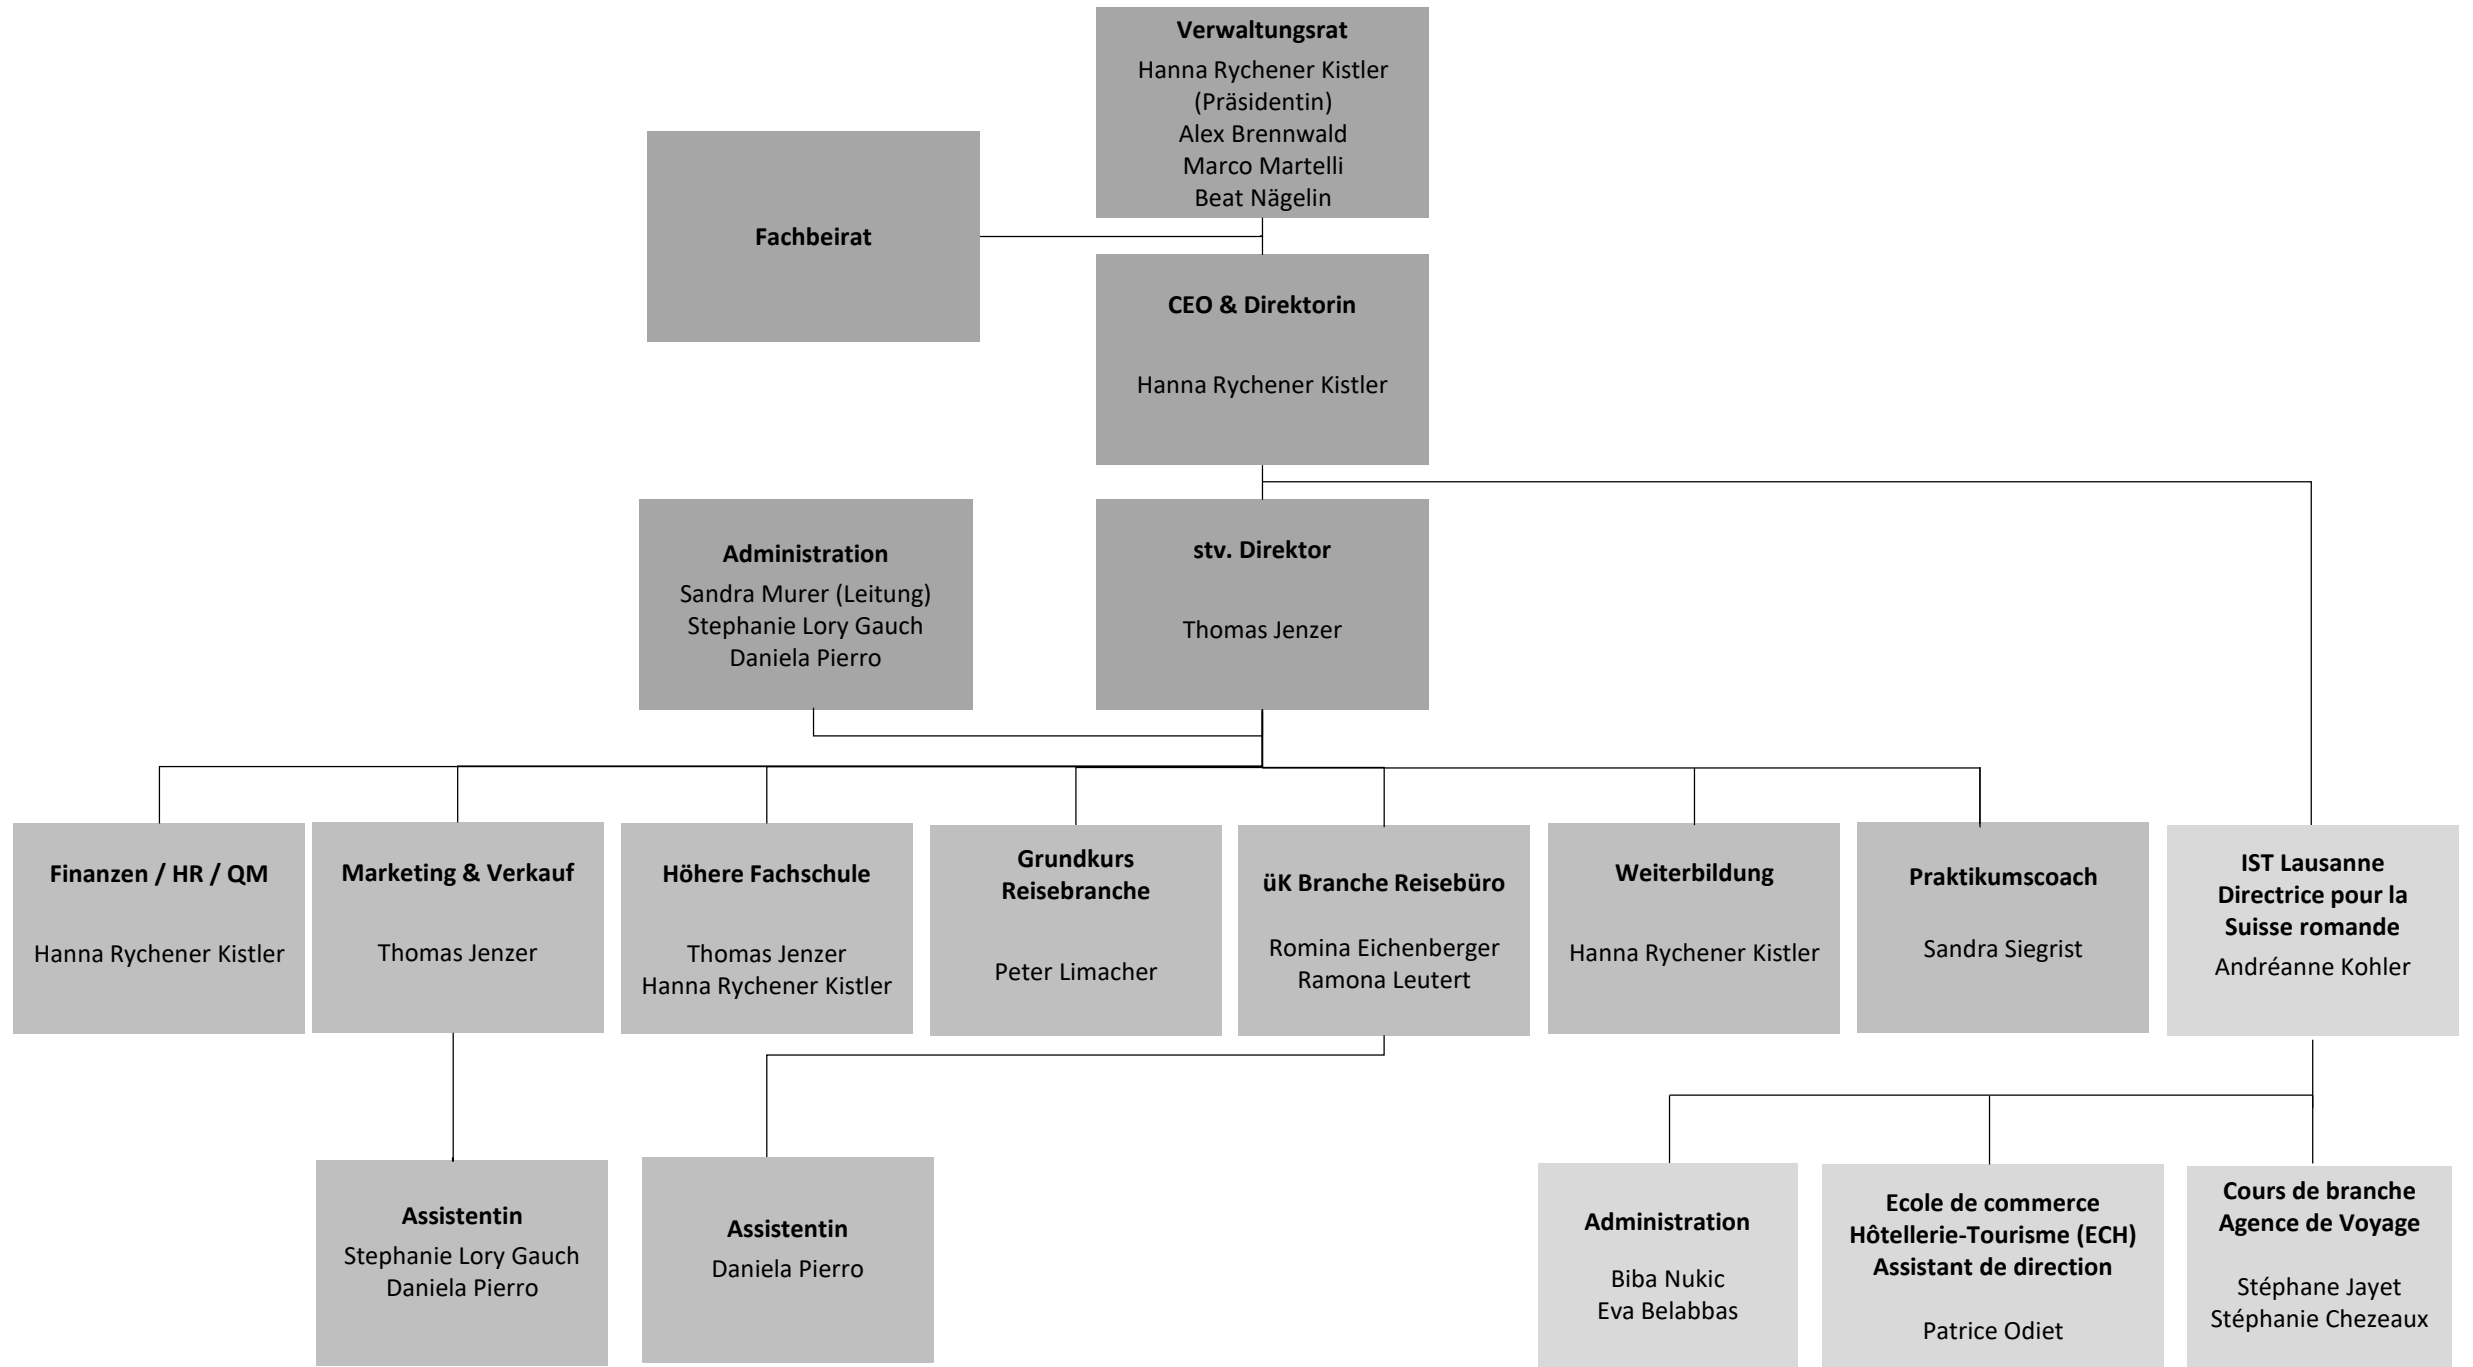 Verwaltungsrat
Hanna Rychener Kistler
(Präsidentin)
Alex Brennwald
Marco Martelli
Beat Nägelin
Fachbeirat
CEO & Direktorin
Hanna Rychener Kistler
Administration
Sandra Murer (Leitung)
Stephanie Lory Gauch
Daniela Pierro
stv. Direktor
Thomas Jenzer
Finanzen / HR / QM
Hanna Rychener Kistler
Marketing & Verkauf
Thomas Jenzer
Höhere Fachschule
Thomas Jenzer
Hanna Rychener Kistler
Grundkurs
Reisebranche
Peter Limacher
üK Branche Reisebüro
Romina Eichenberger
Ramona Leutert
Weiterbildung
Hanna Rychener Kistler
Praktikumscoach
Sandra Siegrist
IST Lausanne
Directrice pour la
Suisse romande
Andréanne Kohler
Assistentin
Stephanie Lory Gauch
Daniela Pierro
Assistentin
Daniela Pierro
Administration
Biba Nukic
Eva Belabbas
Ecole de commerce
Hôtellerie-Tourisme (ECH)
Assistant de direction
Patrice Odiet
Cours de branche
Agence de Voyage
Stéphane Jayet
Stéphanie Chezeaux